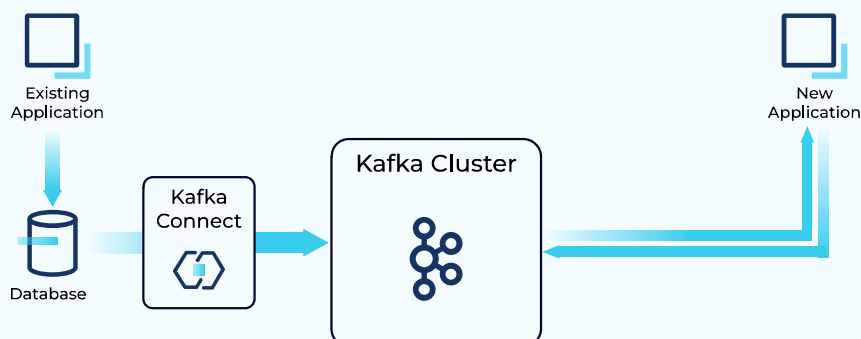 Existing
Application
New
Application
Kafka Cluster
Kafka
Connect
Database